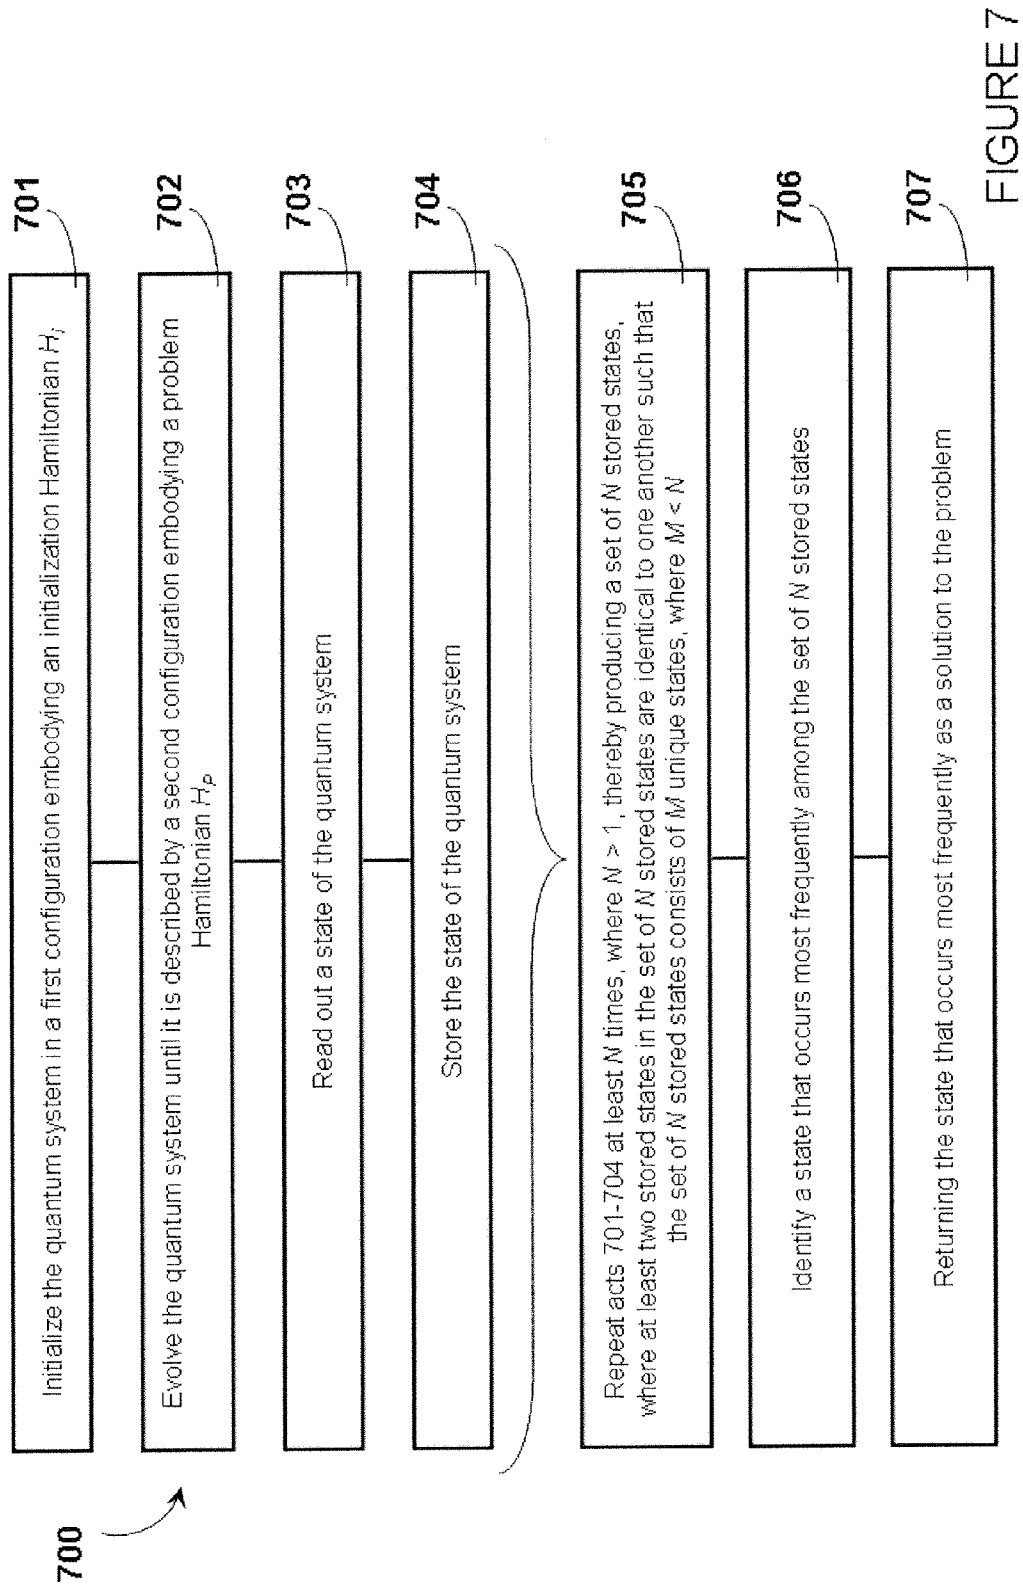 700
701
Initialize the quantum system in a first configuration embodying an initialization Hamiltonian Hi
702
Evolve the quantum system until it is described by a second configuration embodying a problem
Hamiltonian HP
703
Read out a state of the quantum system
704
Store the state of the quantum system
705
Repeat acts 701-704 at least N times, where N > 1, thereby producing a set of N stored states,
where at least two stored states in the set of N stored states are identical to one another such that
the set of N stored states consists of M unique states, where M < N
706
Identify a state that occurs most frequently among the set of N stored states
707
Returning the state that occurs most frequently as a solution to the problem
FIGURE 7